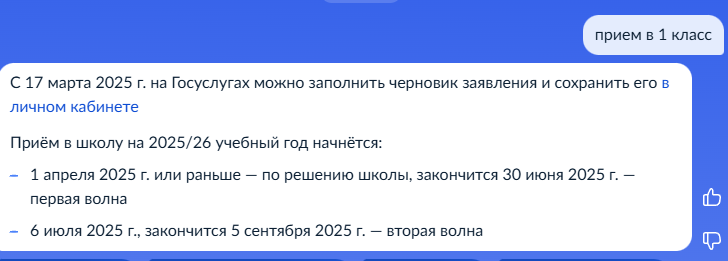 прием в 1 класс
С 17 марта 2025 г. на Госуслугах можно заполнить черновик заявления и сохранить его в
личном кабинете
Приём в школу на 2025/26 учебный год начнётся:
– 1 апреля 2025 г. или раньше — по решению школы, закончится 30 июня 2025 г. —
первая волна
– 6 июля 2025 г., закончится 5 сентября 2025 г. — вторая волна